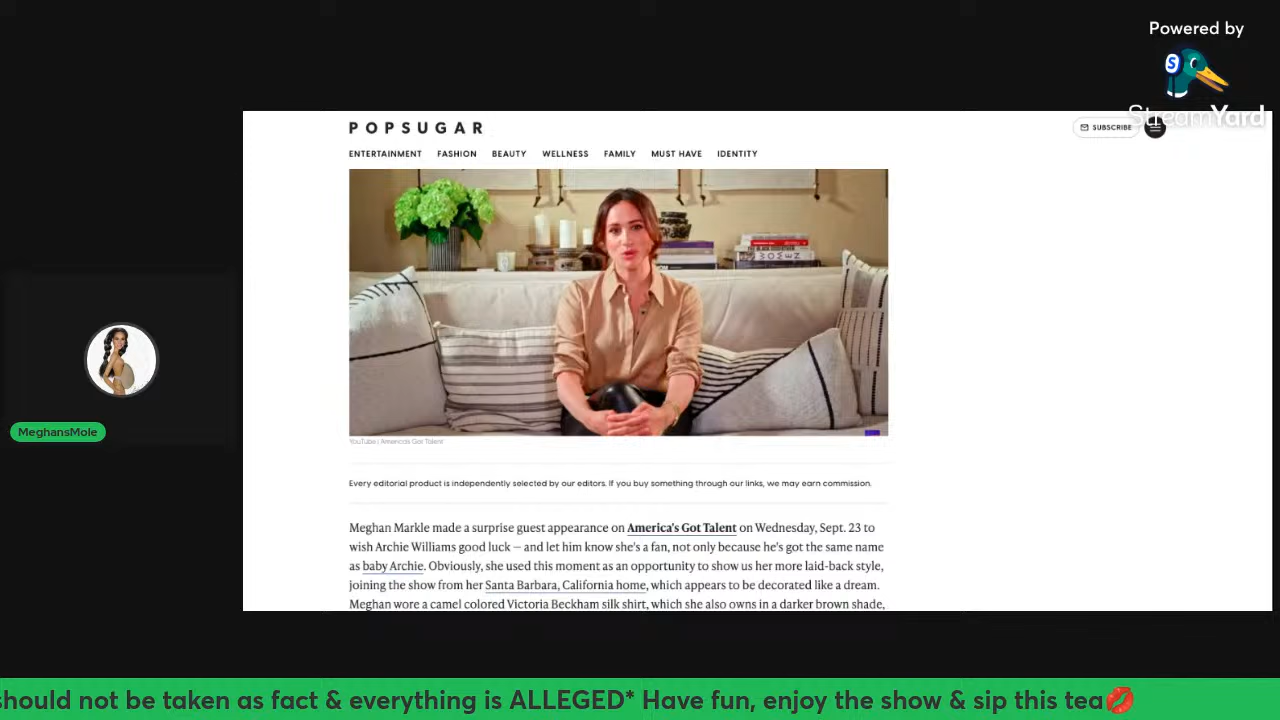 Powered by
StreamYard
POPSUGAR
SUBSCRIBE
ENTERTAINMENT FASHION BEAUTY WELLNESS FAMILY MUST HAVE IDENTITY
YouTube | America's Got Talent
Every editorial product is independently selected by our editors. If you buy something through our links, we may earn commission.
Meghan Markle made a surprise guest appearance on America's Got Talent on Wednesday, Sept. 23 to
wish Archie Williams good luck — and let him know she's a fan, not only because he's got the same name
as baby Archie. Obviously, she used this moment as an opportunity to show us her more laid-back style,
joining the show from her Santa Barbara, California home, which appears to be decorated like a dream.
Meghan wore a camel colored Victoria Beckham silk shirt, which she also owns in a darker brown shade,
MeghansMole
should not be taken as fact & everything is ALLEGED* Have fun, enjoy the show & sip this tea💋